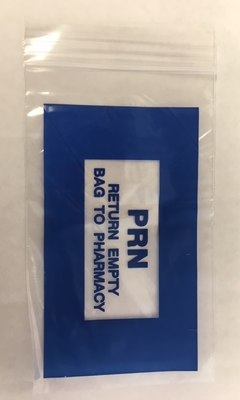 PRN
RETURN EMPTY
BAG TO PHARMACY